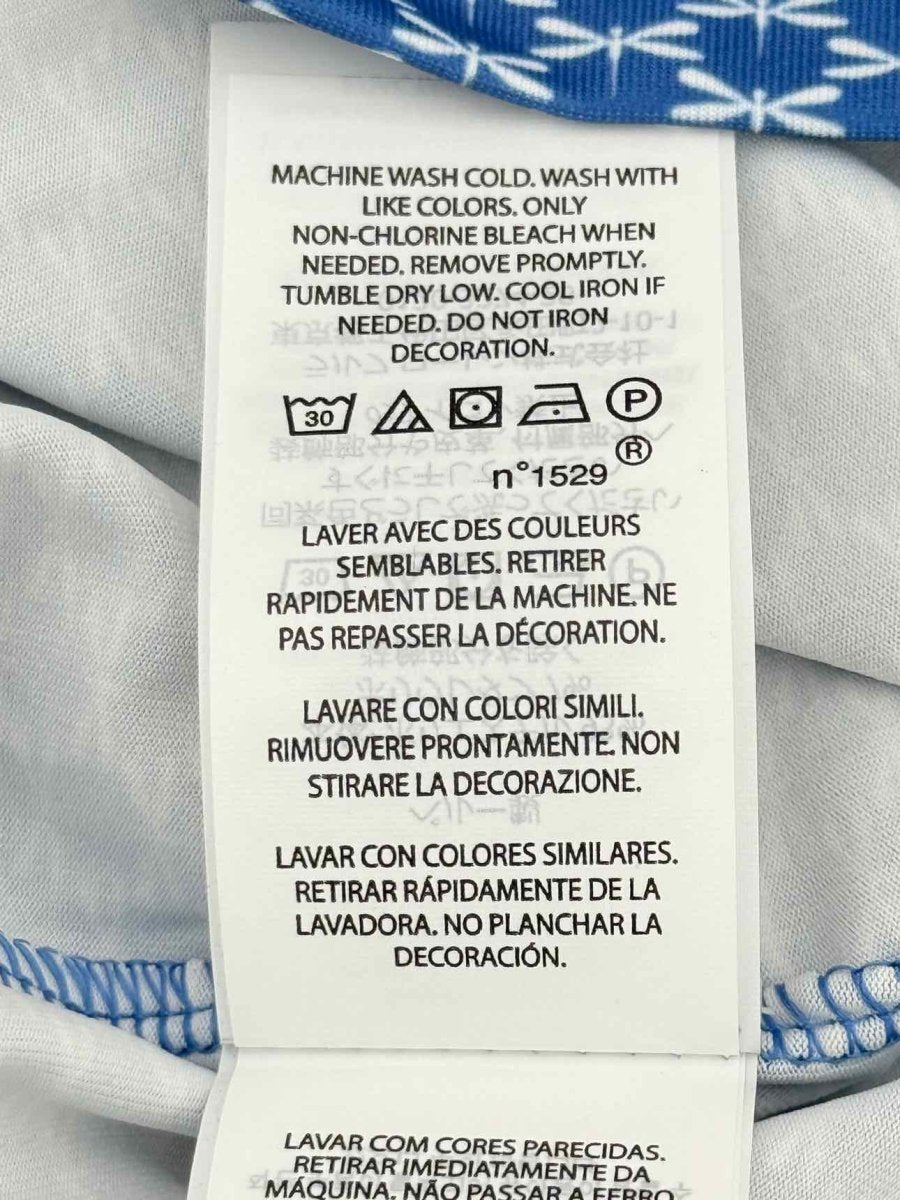 MACHINE WASH COLD. WASH WITH
LIKE COLORS. ONLY
NON-CHLORINE BLEACH WHEN
NEEDED. REMOVE PROMPTLY.
TUMBLE DRY LOW. COOL IRON IF
NEEDED. DO NOT IRON
DECORATION.
30 P
®
n°1529
LAVER AVEC DES COULEURS
SEMBLABLES. RETIRER
RAPIDEMENT DE LA MACHINE. NE
PAS REPASSER LA DÉCORATION.
LAVARE CON COLORI SIMILI.
RIMUOVERE PRONTAMENTE. NON
STIRARE LA DECORAZIONE.
LAVAR CON COLORES SIMILARES.
RETIRAR RÁPIDAMENTE DE LA
LAVADORA. NO PLANCHAR LA
DECORACIÓN.
LAVAR COM CORES PARECIDAS.
RETIRAR IMEDIATAMENTE DA
MÁQUINA. NÃO PASSAR A FERRO